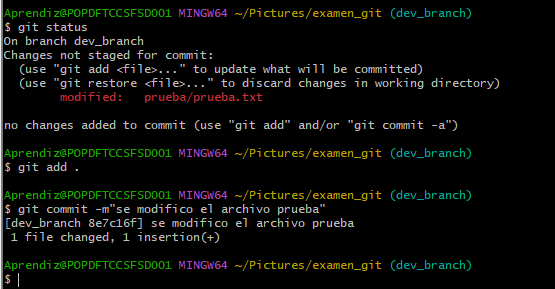 Aprendiz@POPDFTCCSFSD001 MINGW64 ~/Pictures/examen_git (dev_branch)
$ git status
On branch dev_branch
Changes not staged for commit:
  (use "git add <file>..." to update what will be committed)
  (use "git restore <file>..." to discard changes in working directory)
        modified:   prueba/prueba.txt

no changes added to commit (use "git add" and/or "git commit -a")

Aprendiz@POPDFTCCSFSD001 MINGW64 ~/Pictures/examen_git (dev_branch)
$ git add .

Aprendiz@POPDFTCCSFSD001 MINGW64 ~/Pictures/examen_git (dev_branch)
$ git commit -m"se modifico el archivo prueba"
[dev_branch 8e7c16f] se modifico el archivo prueba
 1 file changed, 1 insertion(+)

Aprendiz@POPDFTCCSFSD001 MINGW64 ~/Pictures/examen_git (dev_branch)
$